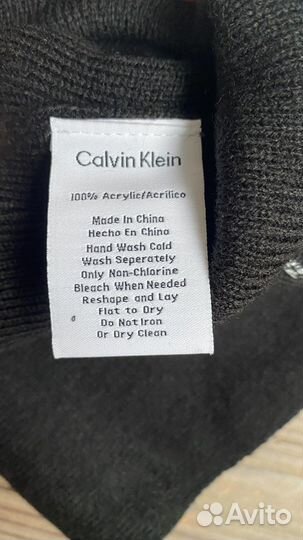 Calvin Klein
100% Acrylic/Acrilico
Made In China
Hecho En China
Hand Wash Cold
Wash Seperately
Only Non-Chlorine
Bleach When Needed
Reshape and Lay
Flat to Dry
Do Not Iron
Or Dry Clean
Avito